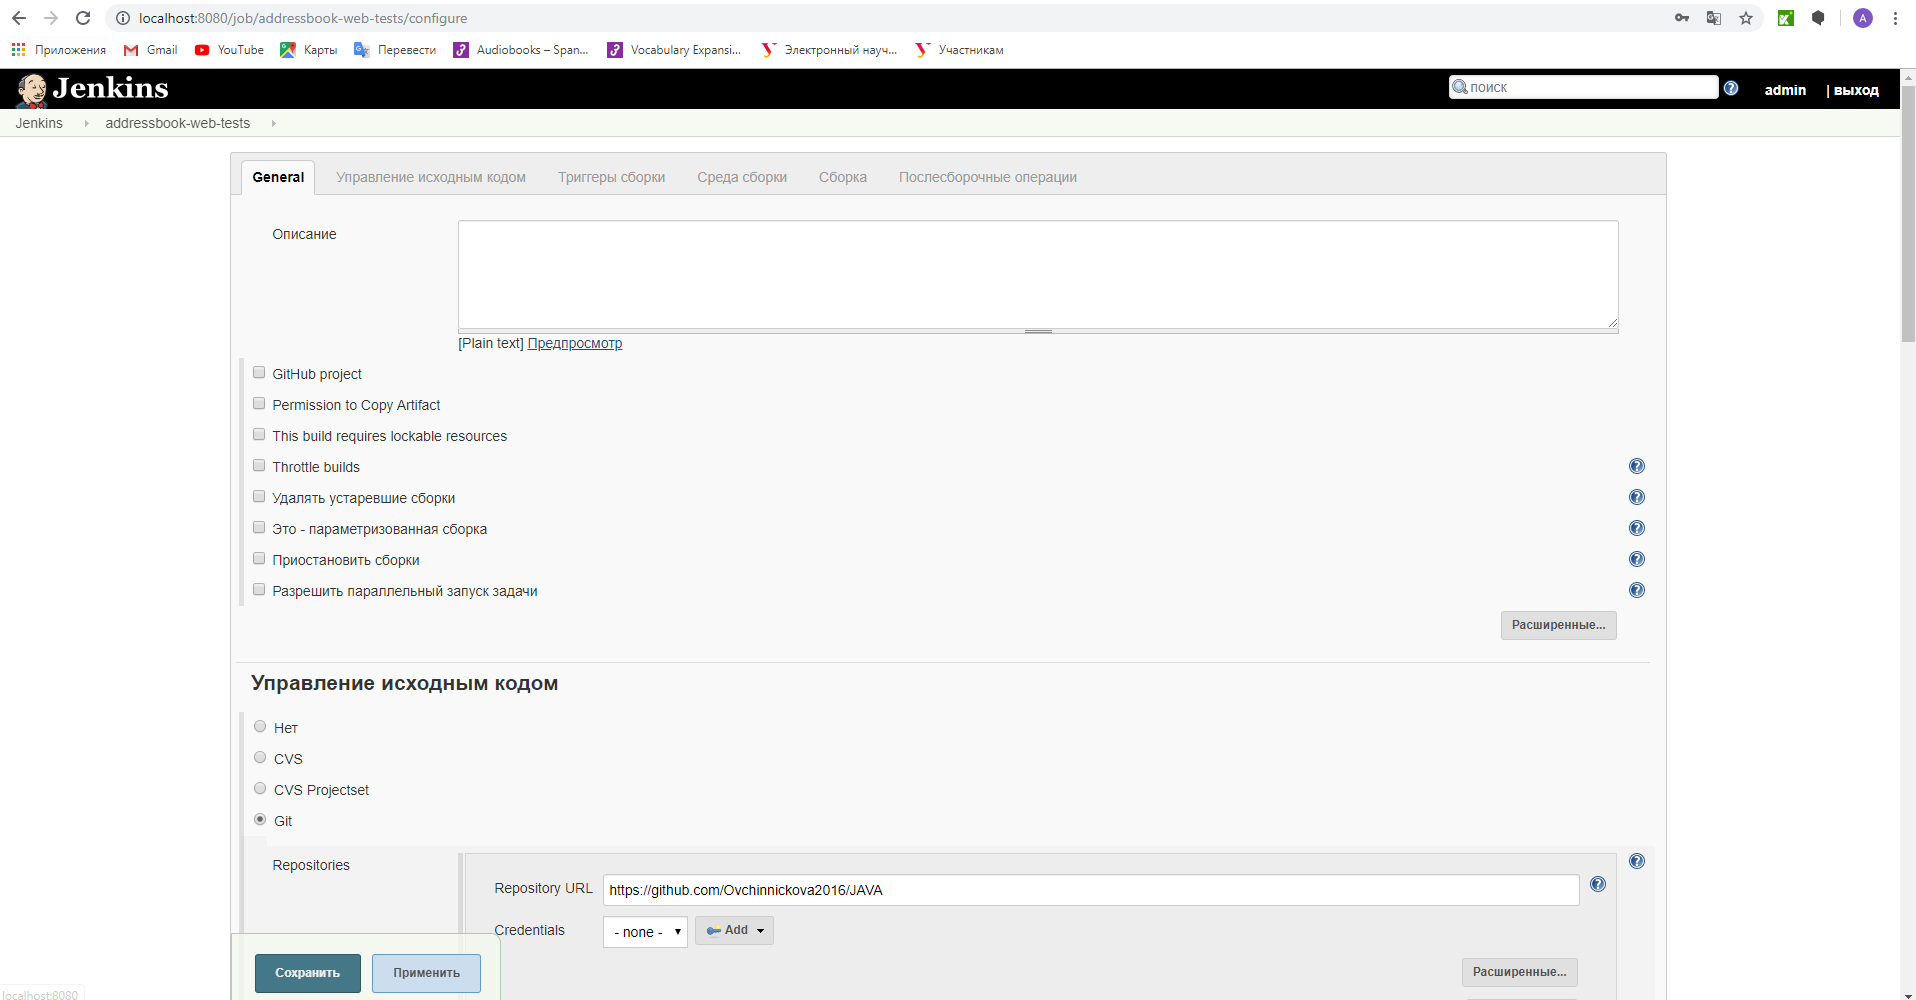 localhost:8080/job/addressbook-web-tests/configure
A
Приложения Gmail YouTube Карты Перевести Audiobooks – Span... Vocabulary Expansi... Электронный науч... Участникам
Jenkins поиск admin | выход
Jenkins addressbook-web-tests
General Управление исходным кодом Триггеры сборки Среда сборки Сборка Послесборочные операции
Описание
[Plain text] Предпросмотр
GitHub project
Permission to Copy Artifact
This build requires lockable resources
Throttle builds
Удалять устаревшие сборки
Это - параметризованная сборка
Приостановить сборки
Разрешить параллельный запуск задачи
Расширенные...
Управление исходным кодом
Нет
CVS
CVS Projectset
Git
Repositories
Repository URL https://github.com/Ovchinnickova2016/JAVA
Credentials - none - Add
Расширенные...
Сохранить Применить
localhost:8080